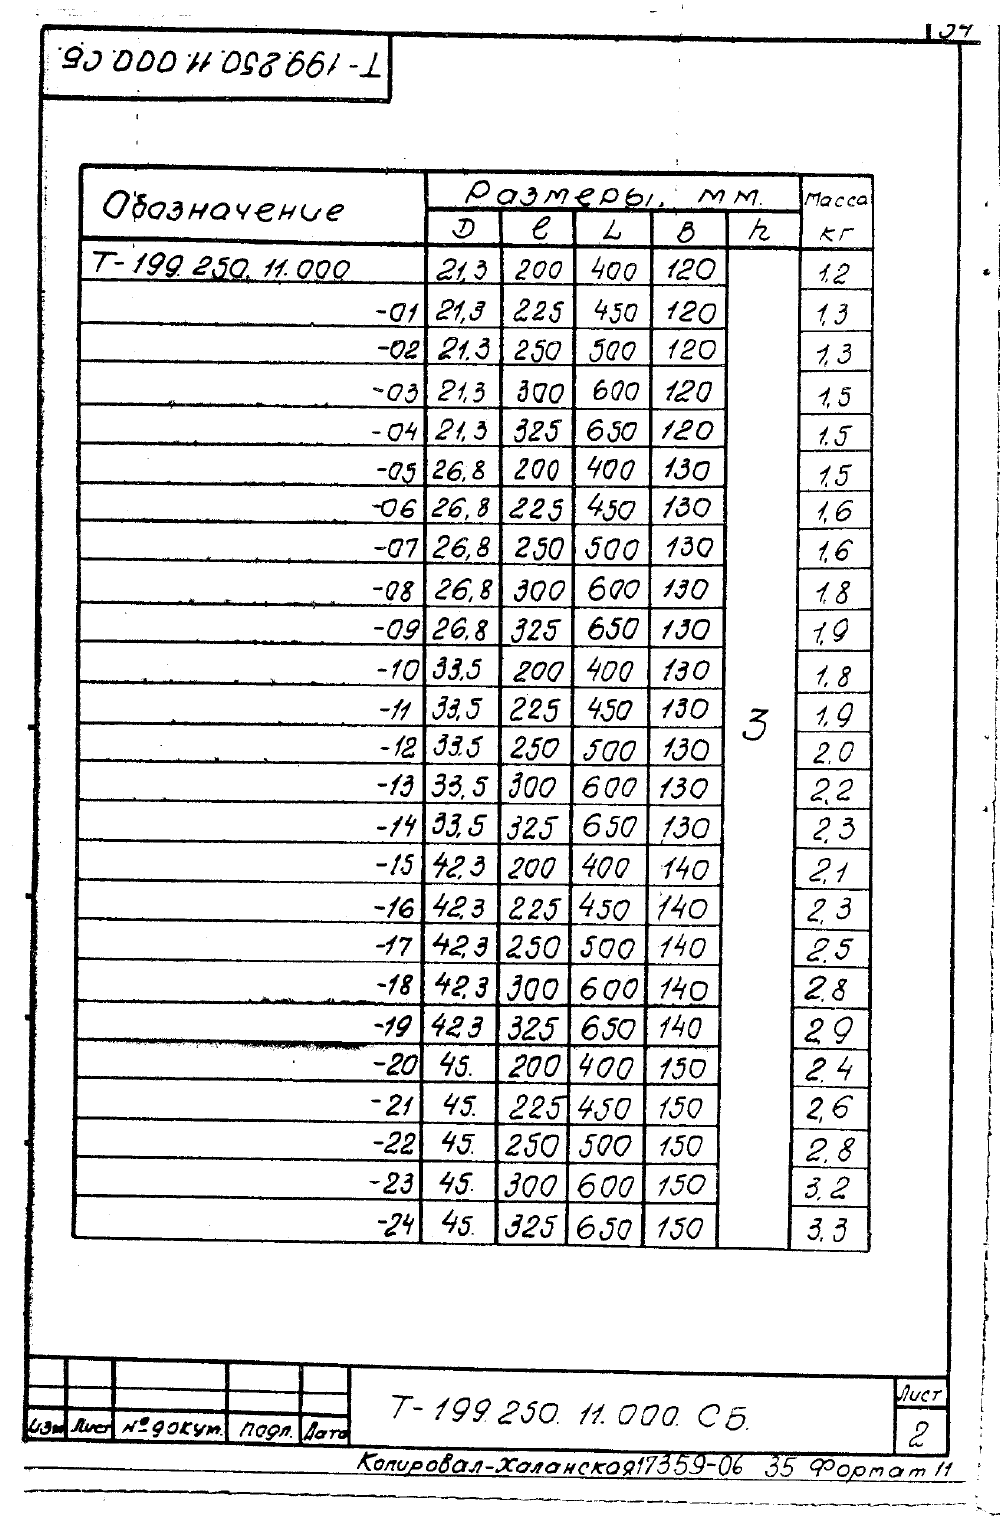 Т-199.250.11.000.СБ.
34
Обозначение Размеры, мм. Масса кг
D ℓ L В h
Т-199.250.11.000 21,3 200 400 120 3 1,2
-01 21,3 225 450 120 1,3
-02 21,3 250 500 120 1,3
-03 21,3 300 600 120 1,5
-04 21,3 325 650 120 1,5
-05 26,8 200 400 130 1,5
-06 26,8 225 450 130 1,6
-07 26,8 250 500 130 1,6
-08 26,8 300 600 130 1,8
-09 26,8 325 650 130 1,9
-10 33,5 200 400 130 1,8
-11 33,5 225 450 130 1,9
-12 33,5 250 500 130 2,0
-13 33,5 300 600 130 2,2
-14 33,5 325 650 130 2,3
-15 42,3 200 400 140 2,1
-16 42,3 225 450 140 2,3
-17 42,3 250 500 140 2,5
-18 42,3 300 600 140 2,8
-19 42,3 325 650 140 2,9
-20 45. 200 400 150 2,4
-21 45. 225 450 150 2,6
-22 45. 250 500 150 2,8
-23 45. 300 600 150 3,2
-24 45. 325 650 150 3,3
Т-199.250.11.000.СБ.
Лист
2
Изм Лист № докум. подп. Дата
Копировал-Халанская 17359-06 35 Формат 11